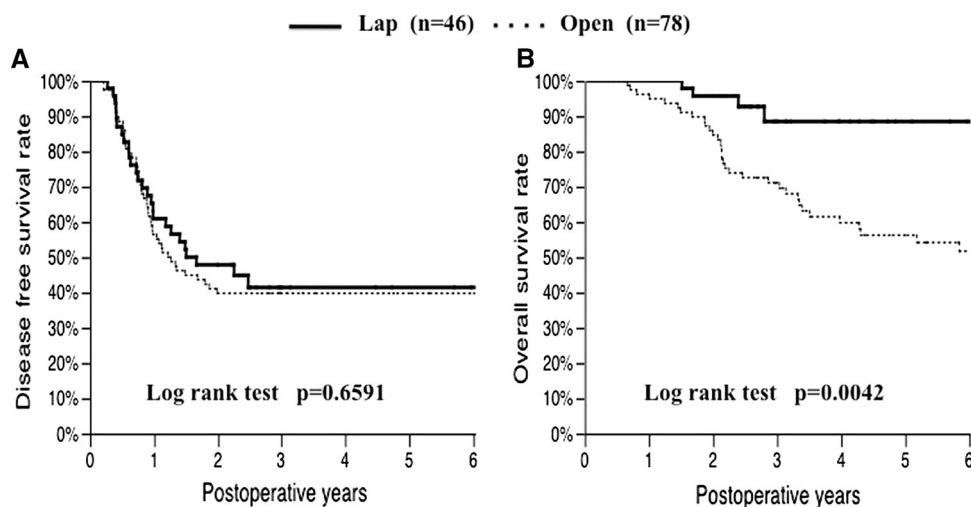 Lap (n=46) Open (n=78)
A
Disease free survival rate
100%
90%
80%
70%
60%
50%
40%
30%
20%
10%
0%
Log rank test p=0.6591
0 1 2 3 4 5 6
Postoperative years
B
Overall survival rate
100%
90%
80%
70%
60%
50%
40%
30%
20%
10%
0%
Log rank test p=0.0042
0 1 2 3 4 5 6
Postoperative years